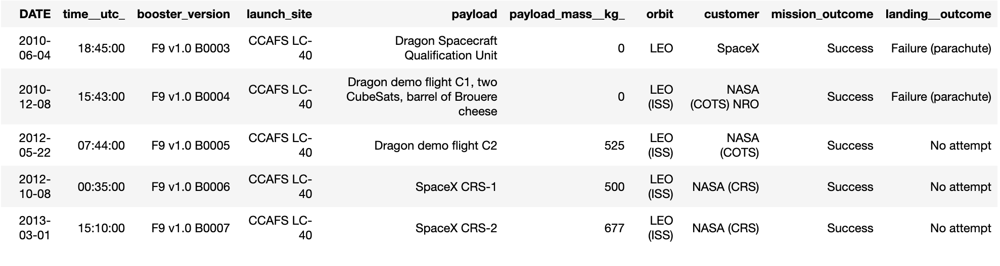 DATE time__utc_ booster_version launch_site payload payload_mass__kg_ orbit customer mission_outcome landing__outcome
2010-06-04 18:45:00 F9 v1.0 B0003 CCAFS LC-40 Dragon Spacecraft Qualification Unit 0 LEO SpaceX Success Failure (parachute)
2010-12-08 15:43:00 F9 v1.0 B0004 CCAFS LC-40 Dragon demo flight C1, two CubeSats, barrel of Brouere cheese 0 LEO (ISS) NASA (COTS) NRO Success Failure (parachute)
2012-05-22 07:44:00 F9 v1.0 B0005 CCAFS LC-40 Dragon demo flight C2 525 LEO (ISS) NASA (COTS) Success No attempt
2012-10-08 00:35:00 F9 v1.0 B0006 CCAFS LC-40 SpaceX CRS-1 500 LEO (ISS) NASA (CRS) Success No attempt
2013-03-01 15:10:00 F9 v1.0 B0007 CCAFS LC-40 SpaceX CRS-2 677 LEO (ISS) NASA (CRS) Success No attempt